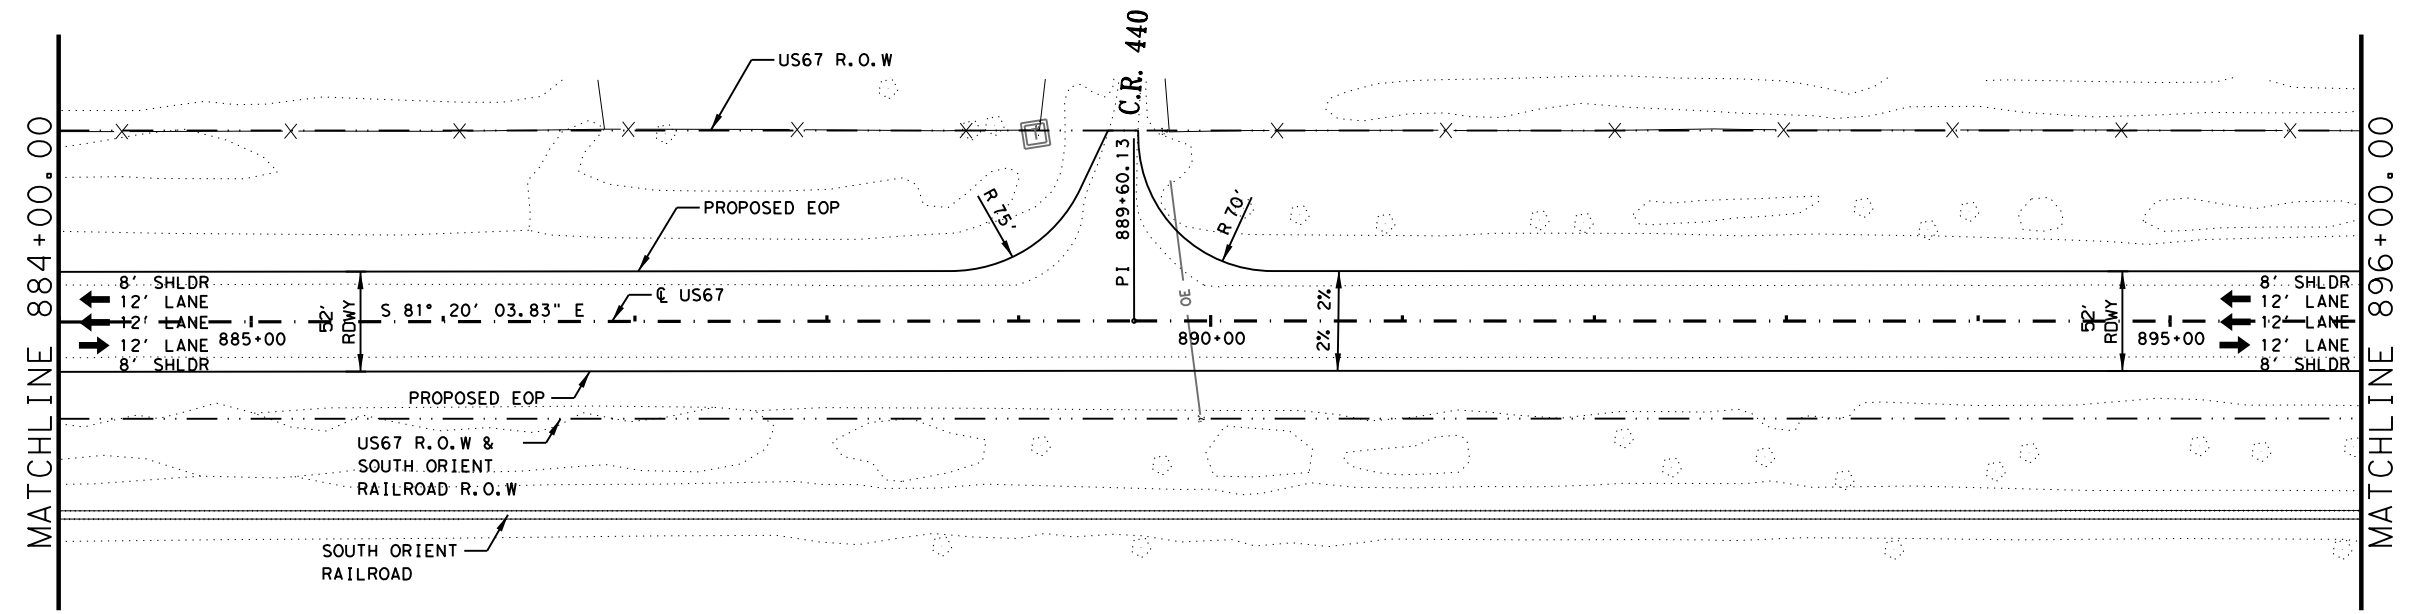 C.R. 440
US67 R.O.W
MATCHLINE 884+00.00
PROPOSED EOP
R 75'
PI 889+60.13
R 70'
8' SHLDR
12' LANE
12' LANE
12' LANE
8' SHLDR
885+00
52'
RDWY
S 81° 20' 03.83" E
℄ US67
OE
890+00
2% 2%
52'
RDWY
895+00
8' SHLDR
12' LANE
12' LANE
12' LANE
8' SHLDR
MATCHLINE 896+00.00
PROPOSED EOP
US67 R.O.W &
SOUTH ORIENT
RAILROAD R.O.W
SOUTH ORIENT
RAILROAD